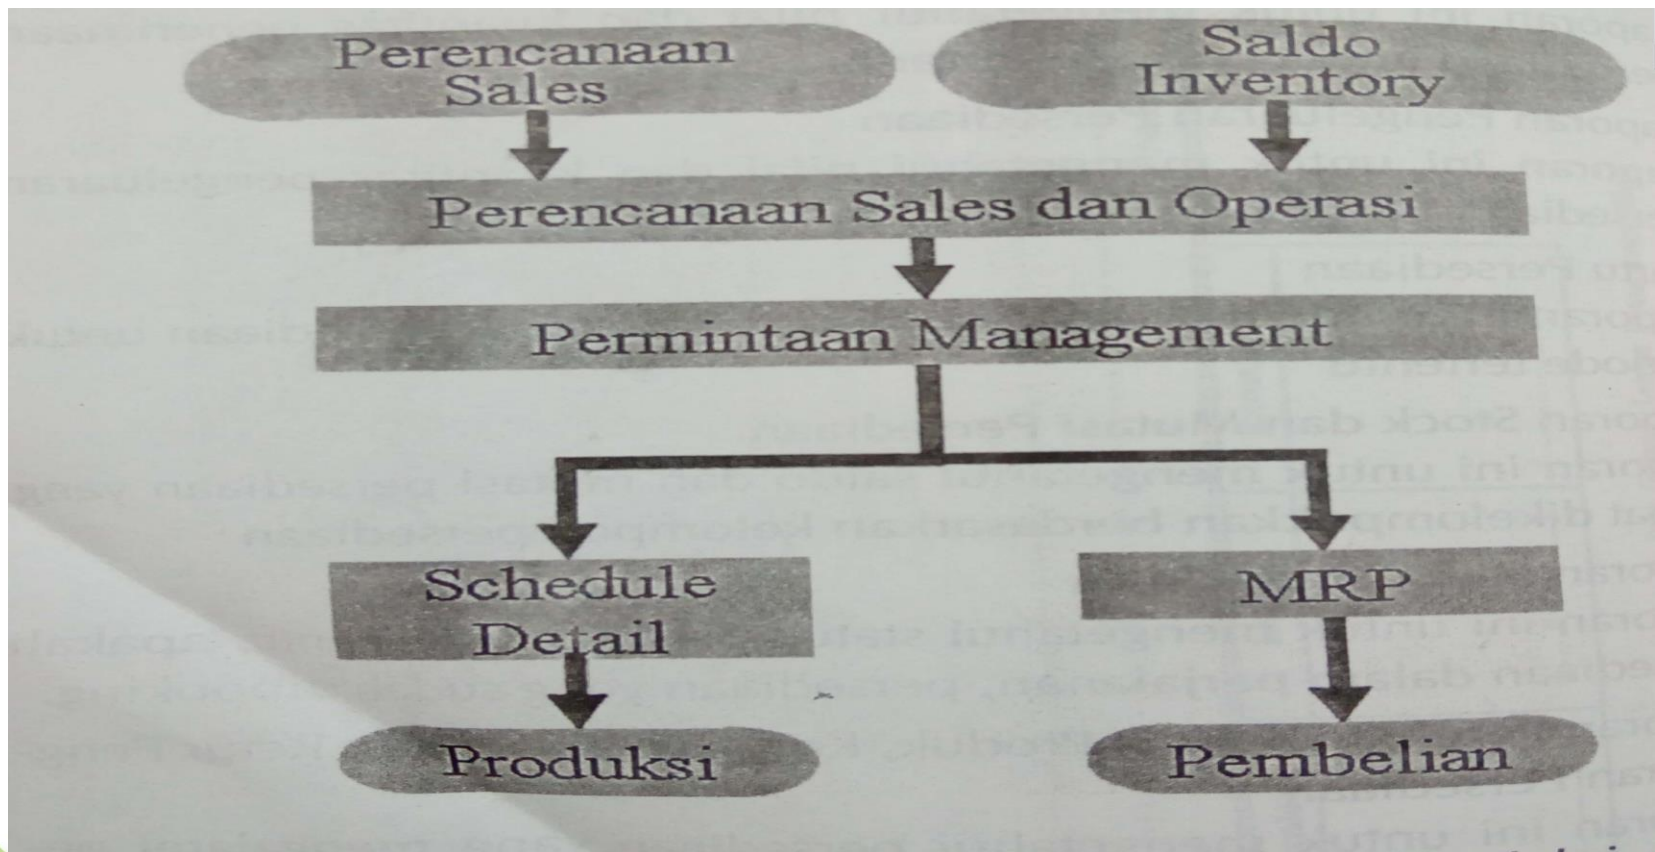 Perencanaan
Sales
Saldo
Inventory
Perencanaan Sales dan Operasi
Permintaan Management
Schedule
Detail
MRP
Produksi
Pembelian